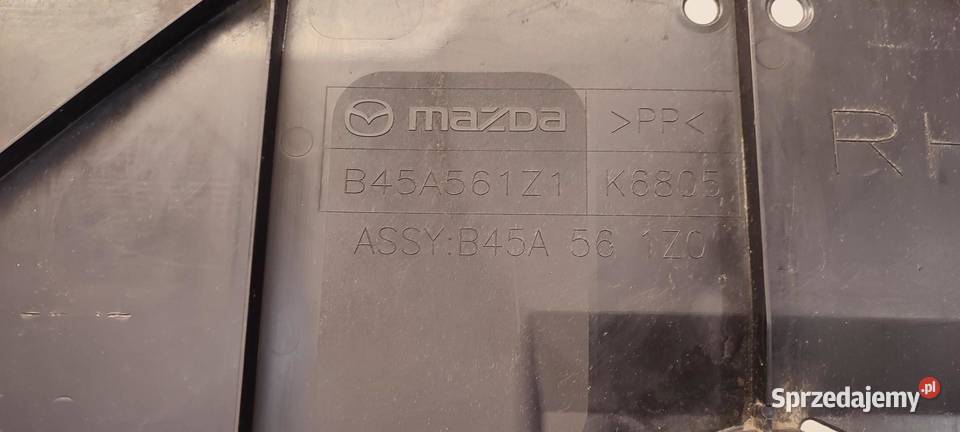 mazda >PP<
RH
B45A561Z1 K6805
ASSY:B45A 56 1Z0
Sprzedajemy.pl